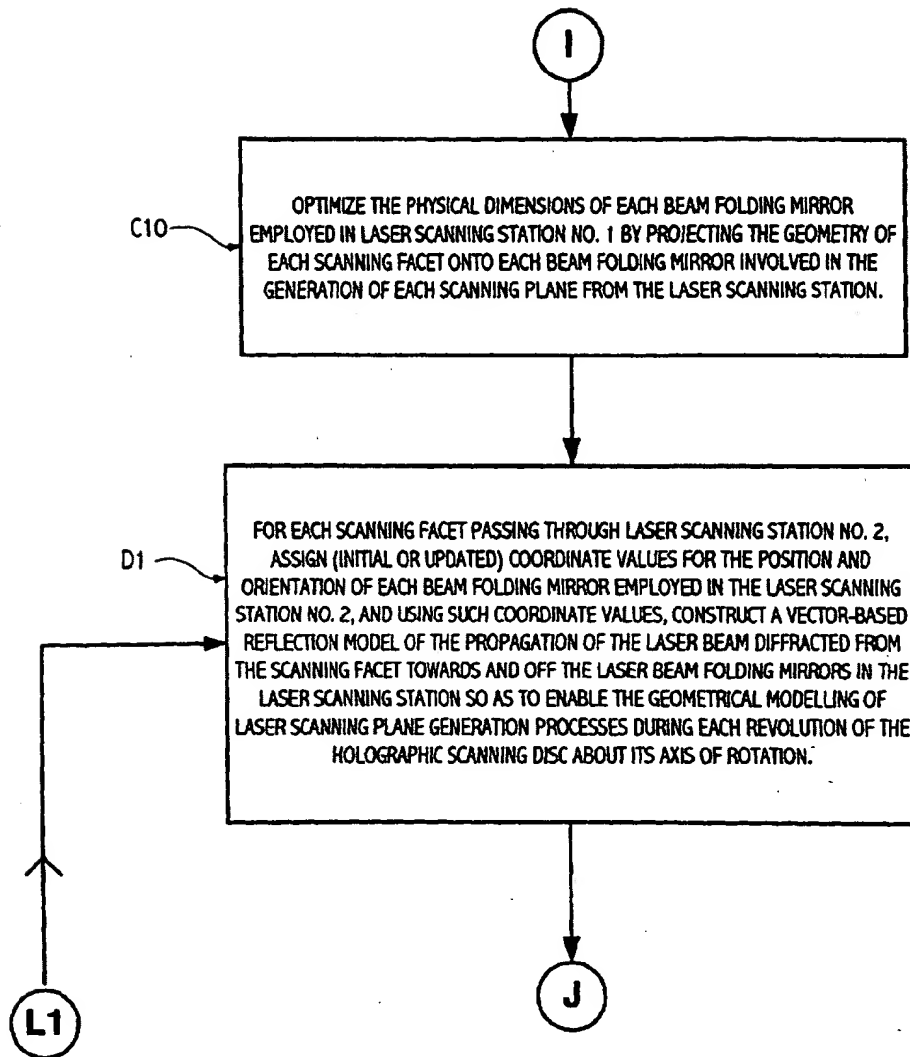 I
C10
OPTIMIZE THE PHYSICAL DIMENSIONS OF EACH BEAM FOLDING MIRROR
EMPLOYED IN LASER SCANNING STATION NO. 1 BY PROJECTING THE GEOMETRY OF
EACH SCANNING FACET ONTO EACH BEAM FOLDING MIRROR INVOLVED IN THE
GENERATION OF EACH SCANNING PLANE FROM THE LASER SCANNING STATION.
D1
FOR EACH SCANNING FACET PASSING THROUGH LASER SCANNING STATION NO. 2,
ASSIGN (INITIAL OR UPDATED) COORDINATE VALUES FOR THE POSITION AND
ORIENTATION OF EACH BEAM FOLDING MIRROR EMPLOYED IN THE LASER SCANNING
STATION NO. 2, AND USING SUCH COORDINATE VALUES, CONSTRUCT A VECTOR-BASED
REFLECTION MODEL OF THE PROPAGATION OF THE LASER BEAM DIFFRACTED FROM
THE SCANNING FACET TOWARDS AND OFF THE LASER BEAM FOLDING MIRRORS IN THE
LASER SCANNING STATION SO AS TO ENABLE THE GEOMETRICAL MODELLING OF
LASER SCANNING PLANE GENERATION PROCESSES DURING EACH REVOLUTION OF THE
HOLOGRAPHIC SCANNING DISC ABOUT ITS AXIS OF ROTATION.
L1
J